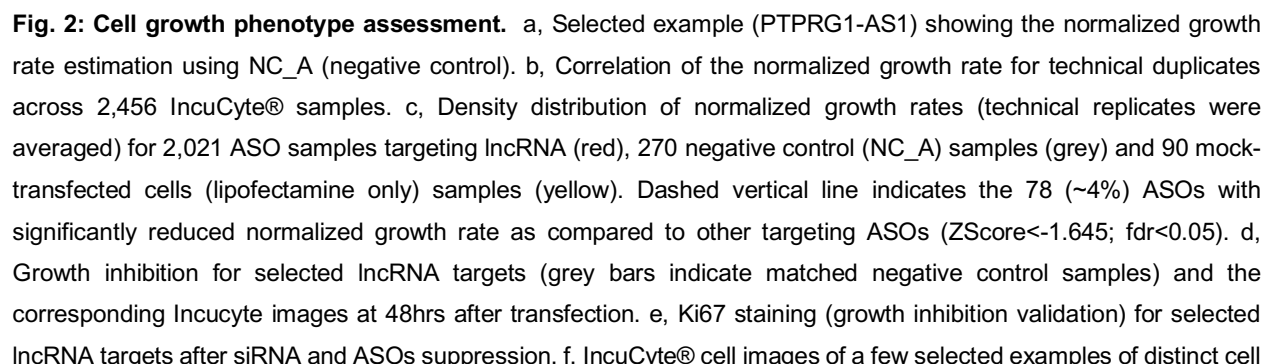 Fig. 2: Cell growth phenotype assessment. a, Selected example (PTPRG1-AS1) showing the normalized growth
rate estimation using NC_A (negative control). b, Correlation of the normalized growth rate for technical duplicates
across 2,456 IncuCyte® samples. c, Density distribution of normalized growth rates (technical replicates were
averaged) for 2,021 ASO samples targeting lncRNA (red), 270 negative control (NC_A) samples (grey) and 90 mock-
transfected cells (lipofectamine only) samples (yellow). Dashed vertical line indicates the 78 (~4%) ASOs with
significantly reduced normalized growth rate as compared to other targeting ASOs (ZScore<-1.645; fdr<0.05). d,
Growth inhibition for selected lncRNA targets (grey bars indicate matched negative control samples) and the
corresponding Incucyte images at 48hrs after transfection. e, Ki67 staining (growth inhibition validation) for selected
lncRNA targets after siRNA and ASOs suppression. f, IncuCyte® cell images of a few selected examples of distinct cell